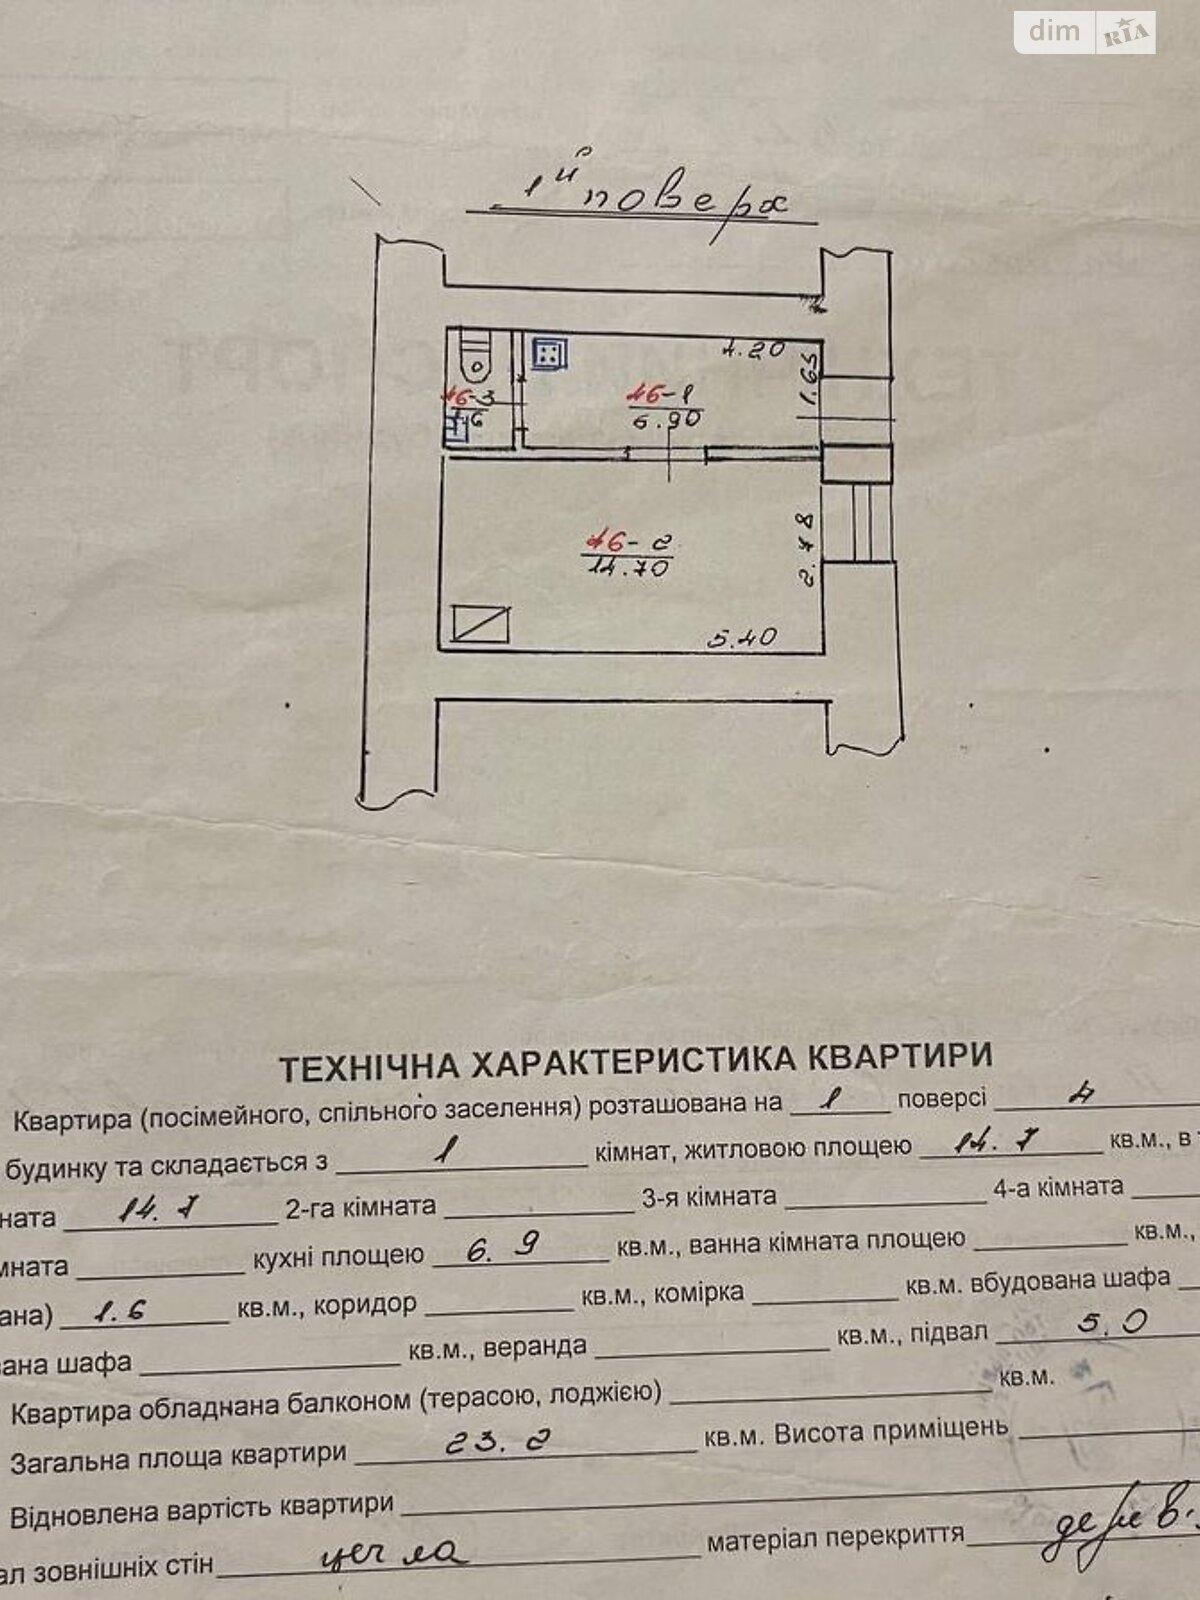 dim RIA
1й поверх
4.20
1.65
46-3
1.6
46-1
6.90
46-2
14.70
2.78
5.40
ТЕХНІЧНА ХАРАКТЕРИСТИКА КВАРТИРИ
Квартира (посімейного, спільного заселення) розташована на 1 поверсі 4
будинку та складається з 1 кімнат, житловою площею 14.7 кв.м., в т
ната 14.7 2-га кімната 3-я кімната 4-а кімната
мната кухні площею 6.9 кв.м., ванна кімната площею кв.м.,
ана) 1.6 кв.м., коридор кв.м., комірка кв.м. вбудована шафа
вана шафа кв.м., веранда кв.м., підвал 5.0
Квартира обладнана балконом (терасою, лоджією) кв.м.
Загальна площа квартири 23.2 кв.м. Висота приміщень
Відновлена вартість квартири
ал зовнішніх стін цегла матеріал перекриття дерев.